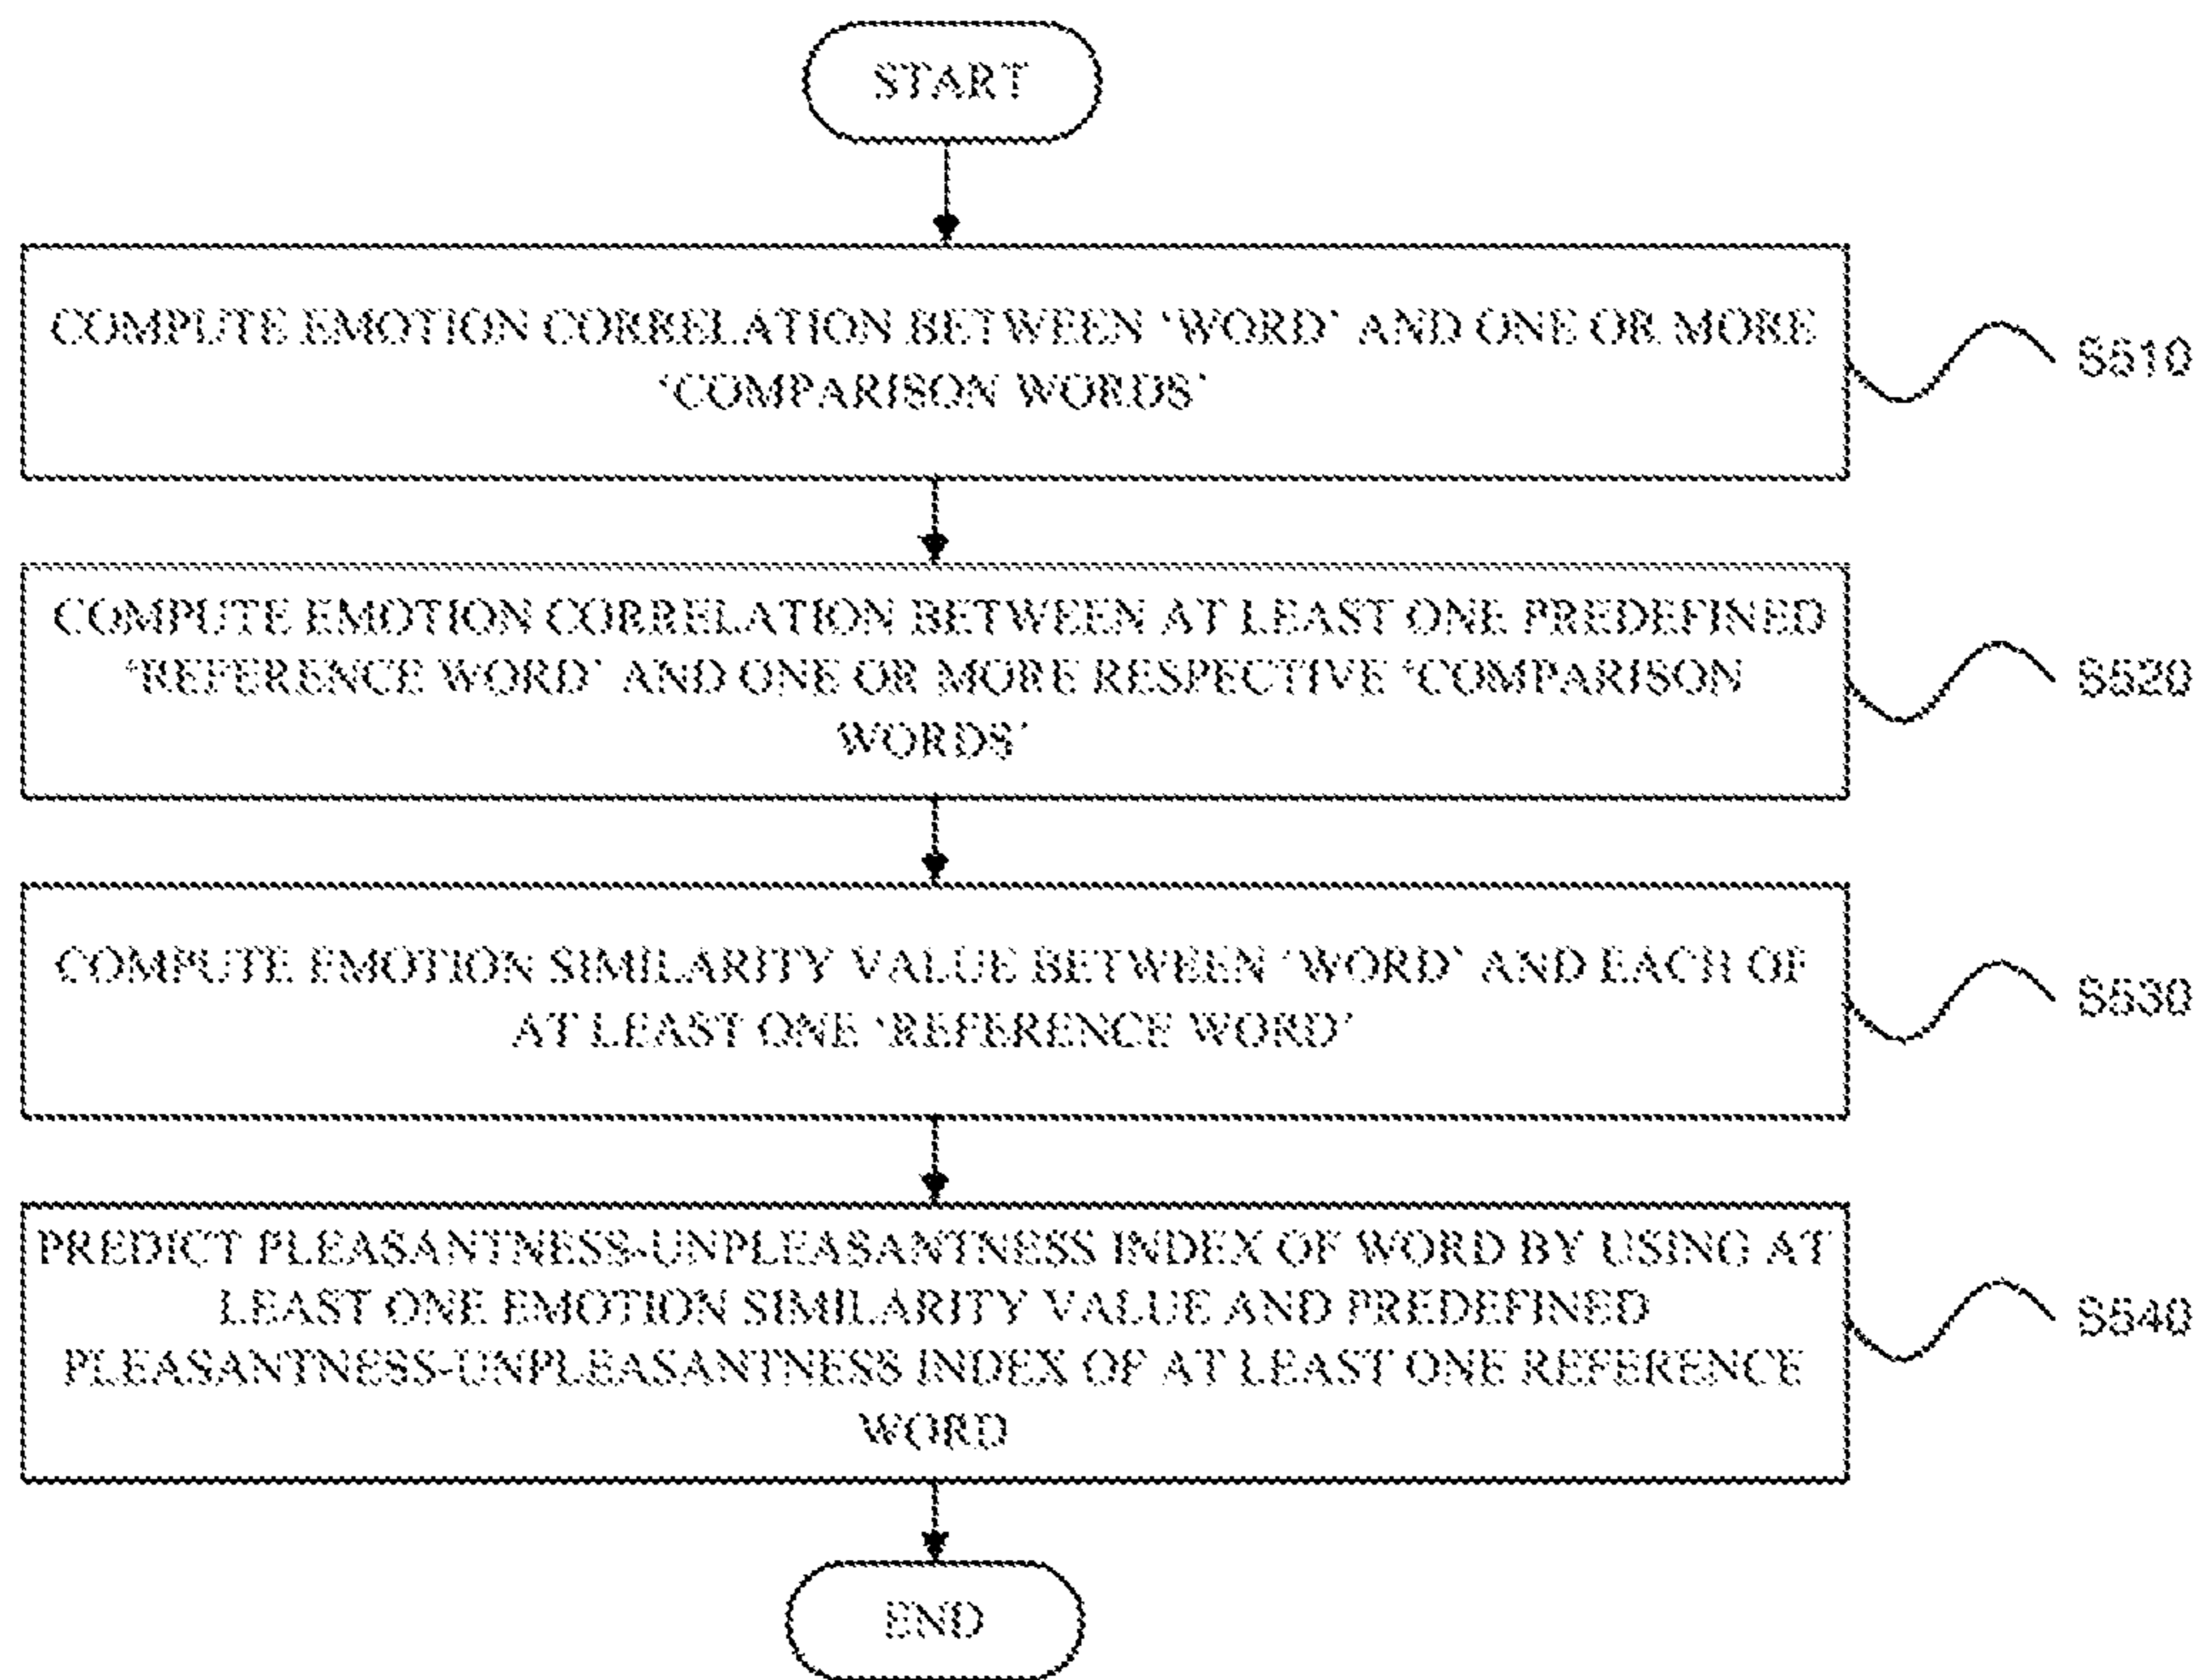 START
COMPUTE EMOTION CORRELATION BETWEEN ‘WORD’ AND ONE OR MORE
‘COMPARISON WORDS’
S510
COMPUTE EMOTION CORRELATION BETWEEN AT LEAST ONE PREDEFINED
‘REFERENCE WORD’ AND ONE OR MORE RESPECTIVE ‘COMPARISON
WORDS’
S520
COMPUTE EMOTION SIMILARITY VALUE BETWEEN ‘WORD’ AND EACH OF
AT LEAST ONE ‘REFERENCE WORD’
S530
PREDICT PLEASANTNESS-UNPLEASANTNESS INDEX OF WORD BY USING AT
LEAST ONE EMOTION SIMILARITY VALUE AND PREDEFINED
PLEASANTNESS-UNPLEASANTNESS INDEX OF AT LEAST ONE REFERENCE
WORD
S540
END